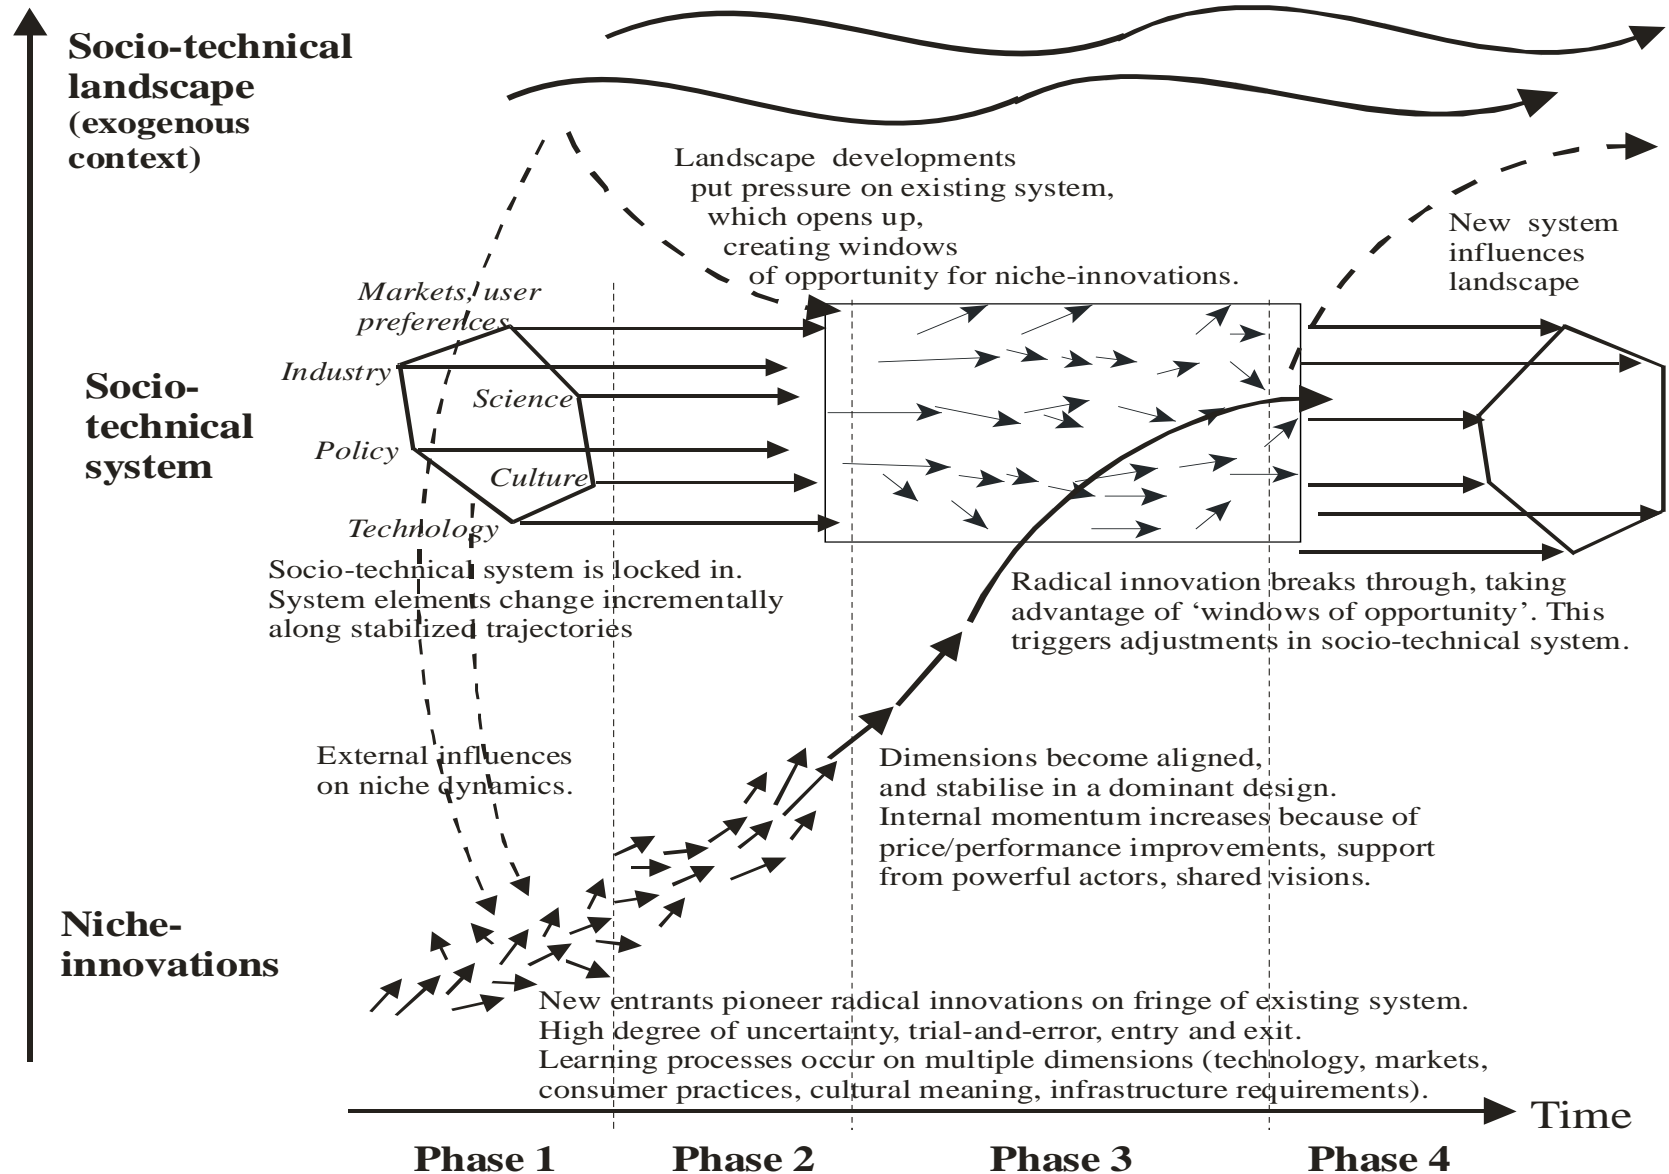 Socio-technical
landscape
(exogenous
context)
Landscape developments
put pressure on existing system,
which opens up,
creating windows
of opportunity for niche-innovations.
New system
influences
landscape
Markets, user
preferences
Industry
Science
Policy
Culture
Technology
Socio-
technical
system
Socio-technical system is locked in.
System elements change incrementally
along stabilized trajectories
Radical innovation breaks through, taking
advantage of ‘windows of opportunity’. This
triggers adjustments in socio-technical system.
External influences
on niche dynamics.
Dimensions become aligned,
and stabilise in a dominant design.
Internal momentum increases because of
price/performance improvements, support
from powerful actors, shared visions.
Niche-
innovations
New entrants pioneer radical innovations on fringe of existing system.
High degree of uncertainty, trial-and-error, entry and exit.
Learning processes occur on multiple dimensions (technology, markets,
consumer practices, cultural meaning, infrastructure requirements).
Time
Phase 1
Phase 2
Phase 3
Phase 4